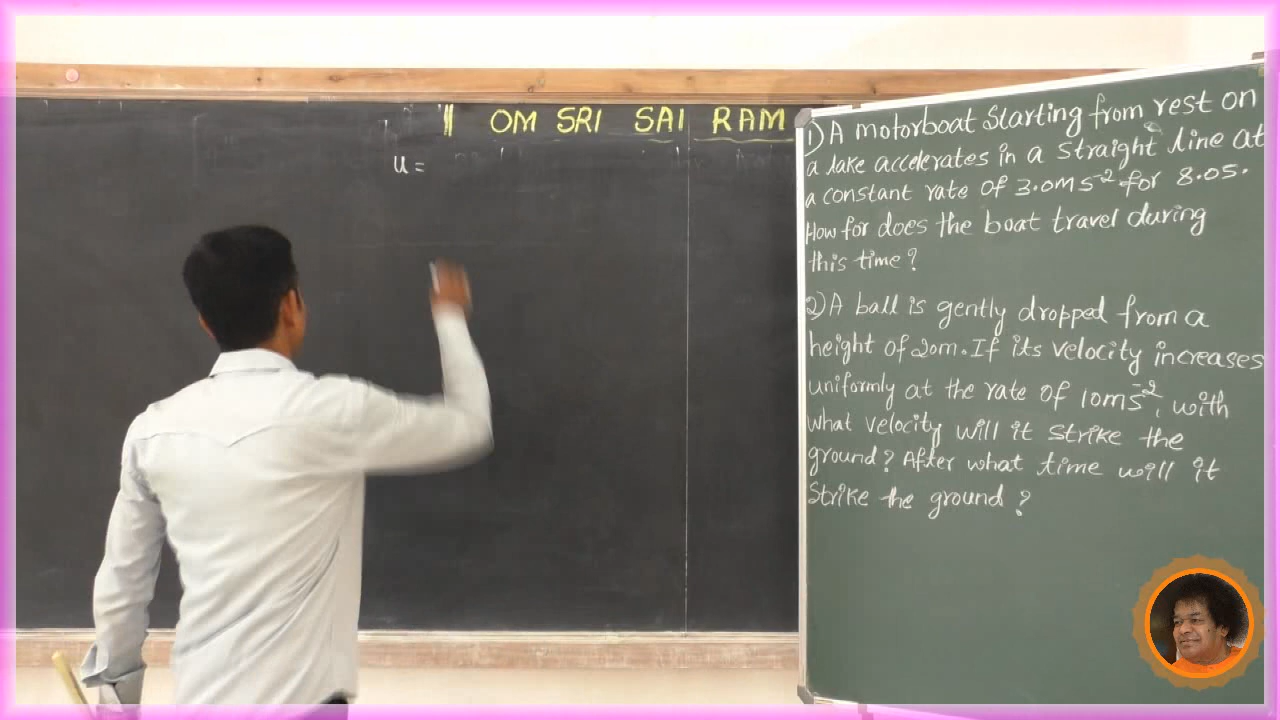 || OM SRI SAI RAM
u =
1) A motorboat starting from rest on
a lake accelerates in a straight line at
a constant rate of 3.0ms⁻² for 8.0s.
How for does the boat travel during
this time?
2) A ball is gently dropped from a
height of 20m. If its velocity increases
uniformly at the rate of 10ms⁻², with
what velocity will it strike the
ground? After what time will it
strike the ground?